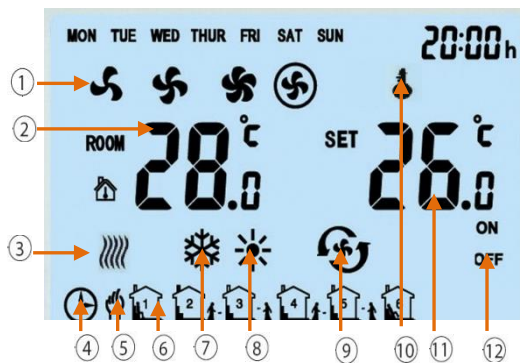 MON TUE WED THUR FRI SAT SUN 20:00h
1
2 ROOM 28.0 °C SET 26.0 °C
3 ON
OFF
1 2 3 4 5 6
4 5 6 7 8 9 10 11 12